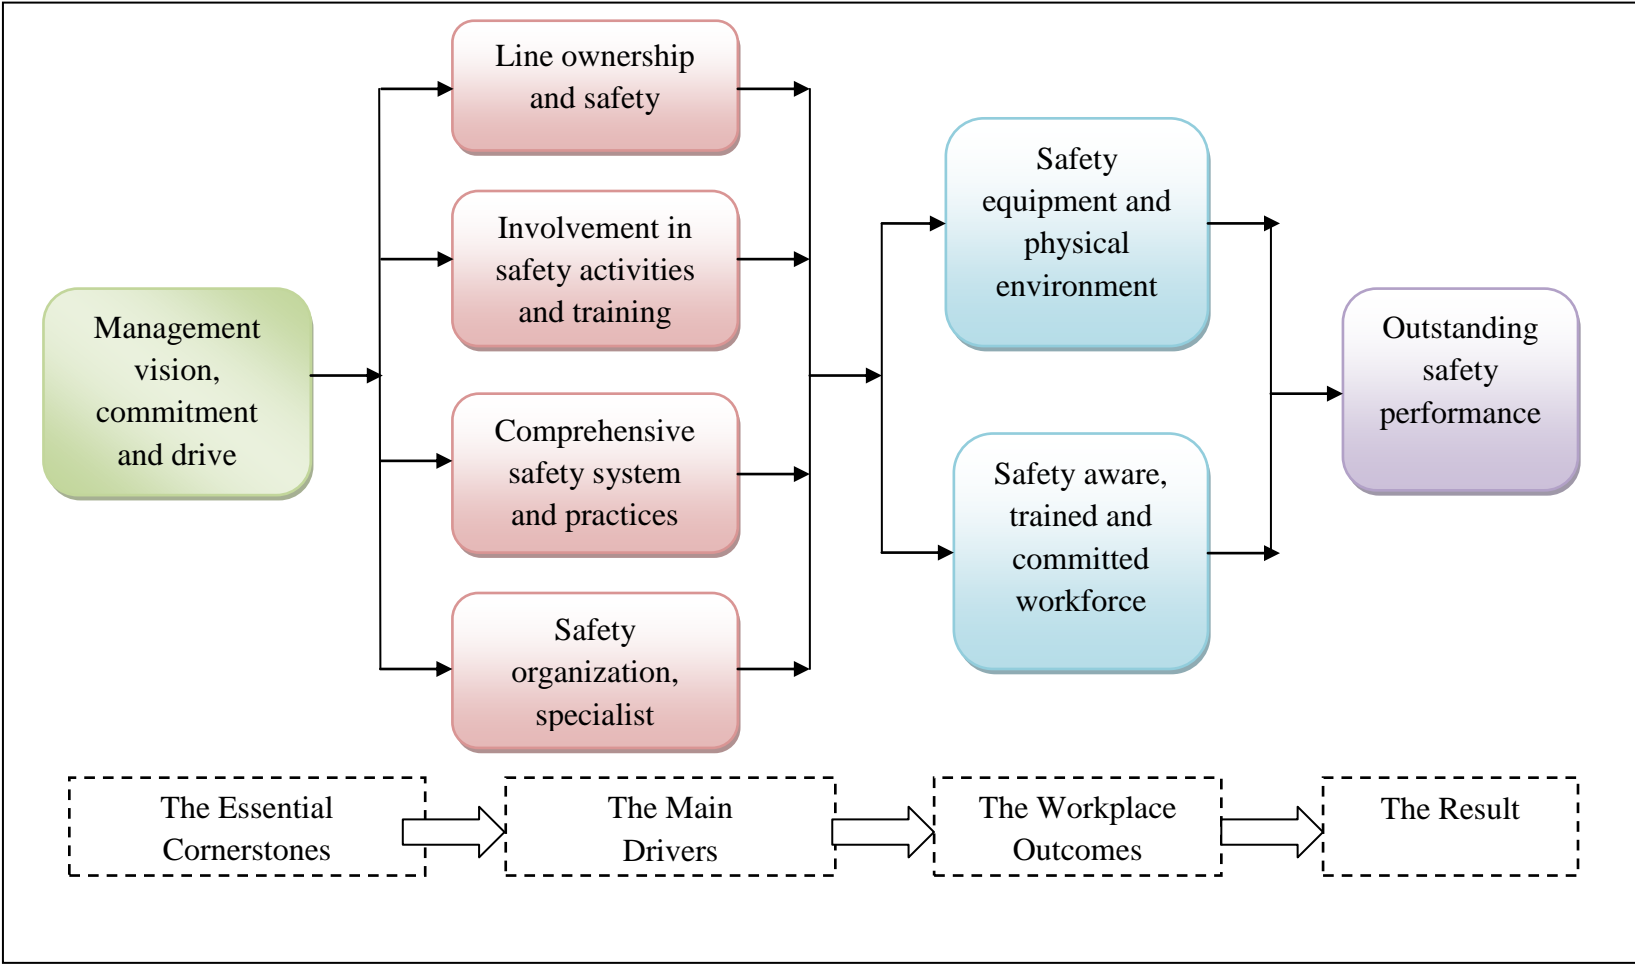 Line ownership
and safety
Involvement in
safety activities
and training
Management
vision,
commitment
and drive
Comprehensive
safety system
and practices
Safety
organization,
specialist
Safety
equipment and
physical
environment
Safety aware,
trained and
committed
workforce
Outstanding
safety
performance
The Essential
Cornerstones
The Main
Drivers
The Workplace
Outcomes
The Result